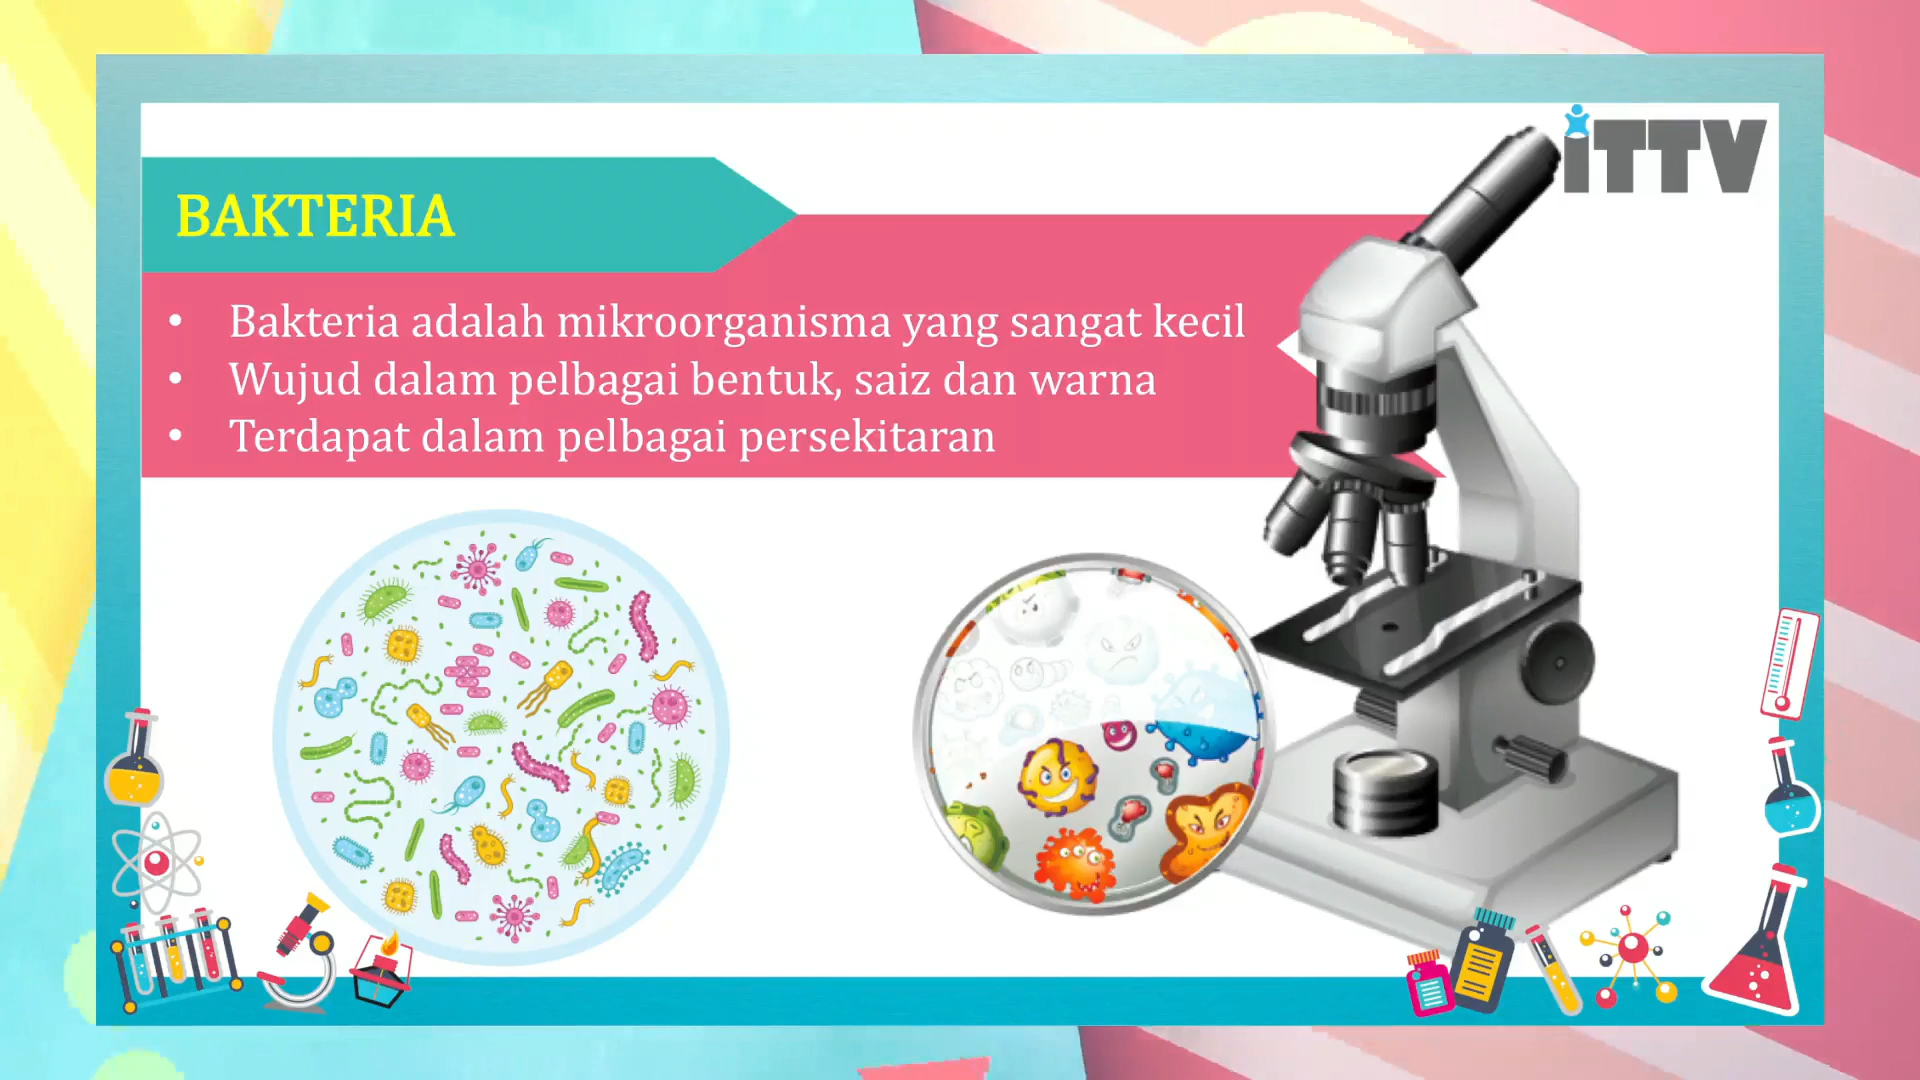 iTTV
BAKTERIA
• Bakteria adalah mikroorganisma yang sangat kecil
• Wujud dalam pelbagai bentuk, saiz dan warna
• Terdapat dalam pelbagai persekitaran